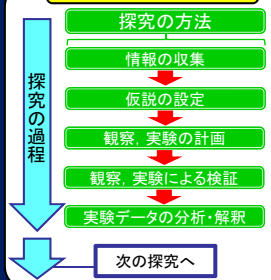 探究の方法
情報の収集
仮説の設定
観察，実験の計画
観察，実験による検証
実験データの分析・解釈
探究の過程
次の探究へ